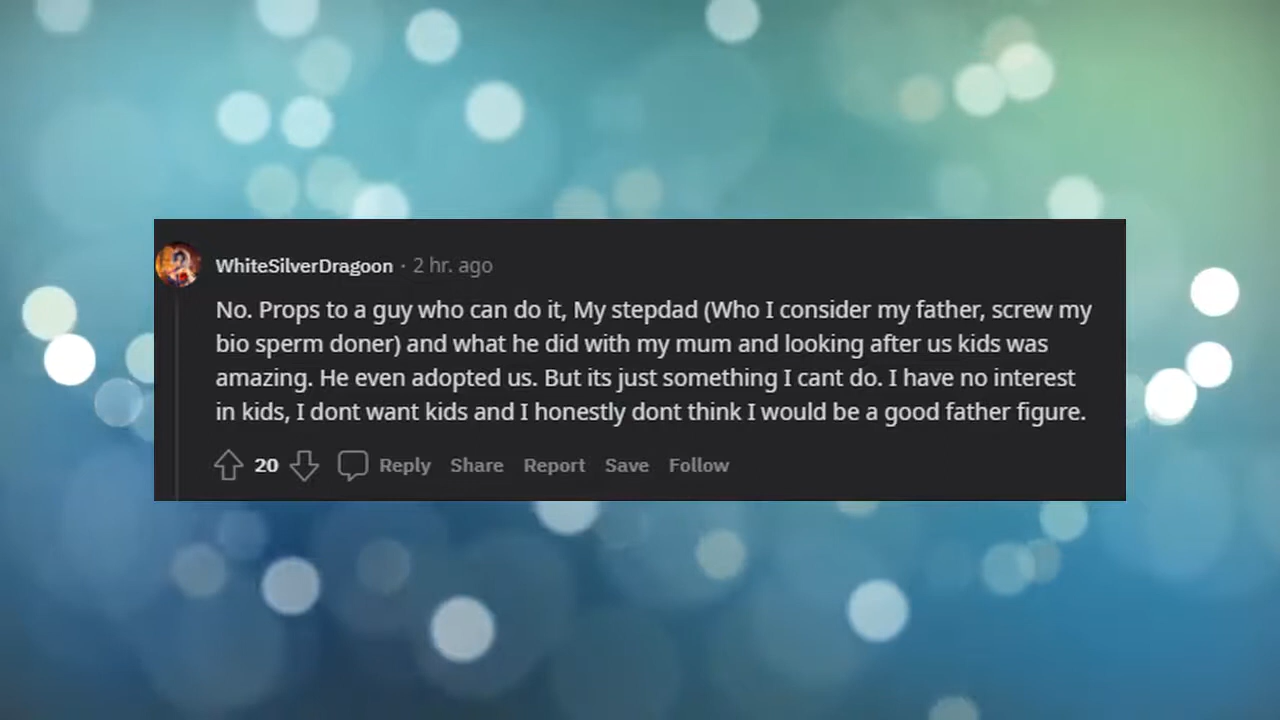 WhiteSilverDragoon · 2 hr. ago
No. Props to a guy who can do it, My stepdad (Who I consider my father, screw my
bio sperm doner) and what he did with my mum and looking after us kids was
amazing. He even adopted us. But its just something I cant do. I have no interest
in kids, I dont want kids and I honestly dont think I would be a good father figure.
20 Reply Share Report Save Follow